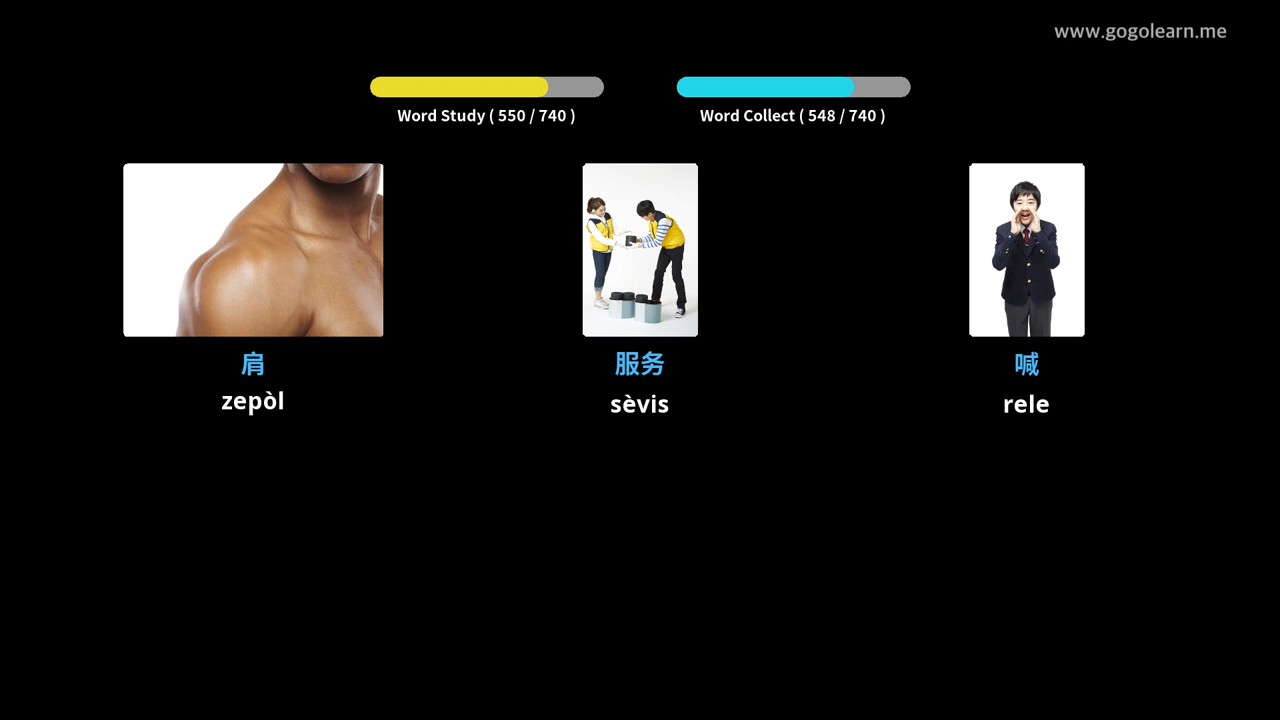 www.gogolearn.me
Word Study ( 550 / 740 )
Word Collect ( 548 / 740 )
肩
zepòl
服务
sèvis
喊
rele